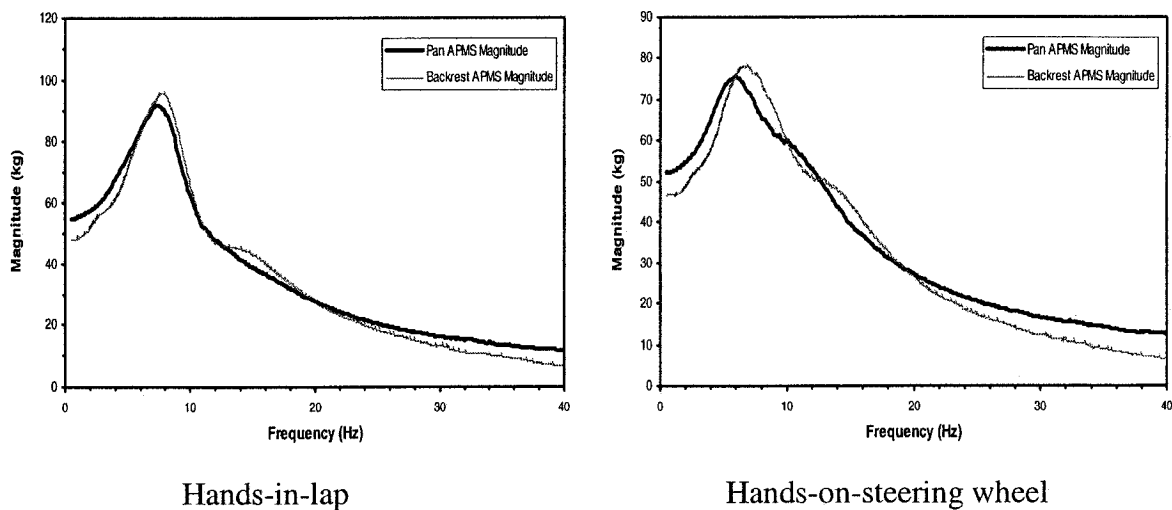 120
100
80
60
40
20
0
Magnitude (kg)
Pan APMS Magnitude
Backrest APMS Magnitude
0 10 20 30 40
Frequency (Hz)
Hands-in-lap
90
80
70
60
50
40
30
20
10
0
Magnitude (kg)
Pan APMS Magnitude
Backrest APMS Magnitude
0 10 20 30 40
Frequency (Hz)
Hands-on-steering wheel